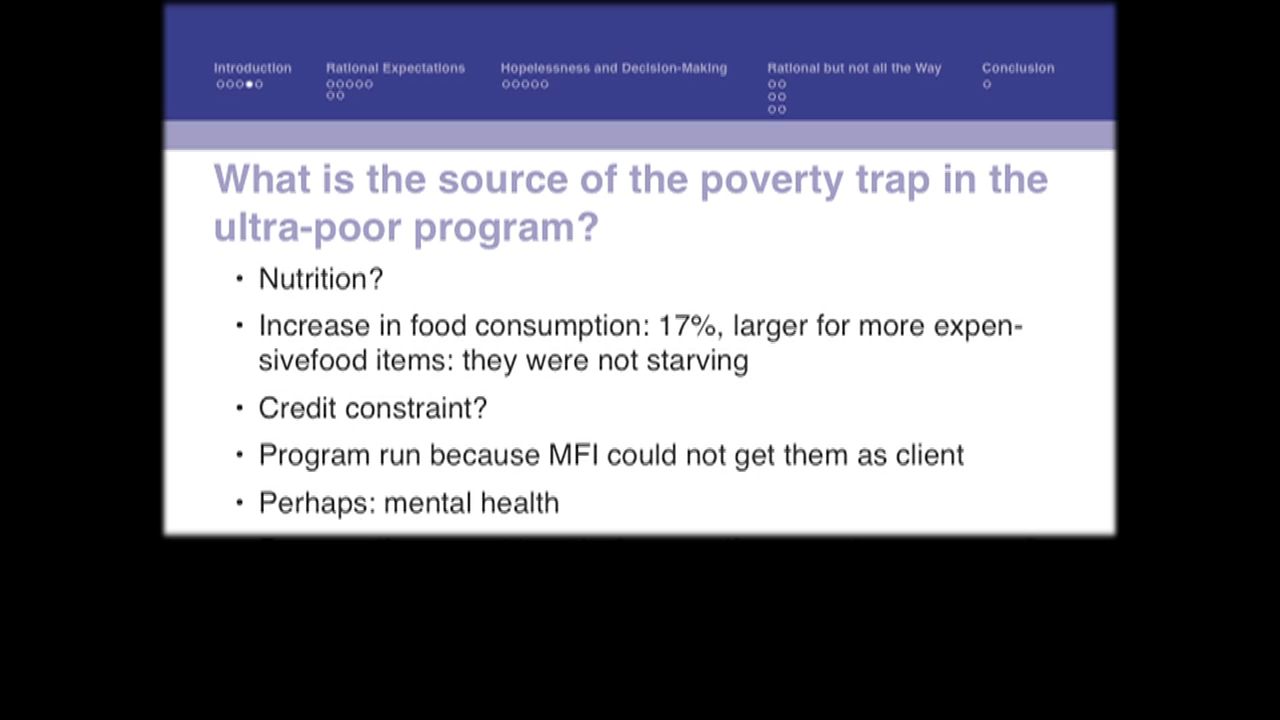 Introduction Rational Expectations Hopelessness and Decision-Making Rational but not all the Way Conclusion
What is the source of the poverty trap in the
ultra-poor program?
• Nutrition?
• Increase in food consumption: 17%, larger for more expen-
sivefood items: they were not starving
• Credit constraint?
• Program run because MFI could not get them as client
• Perhaps: mental health